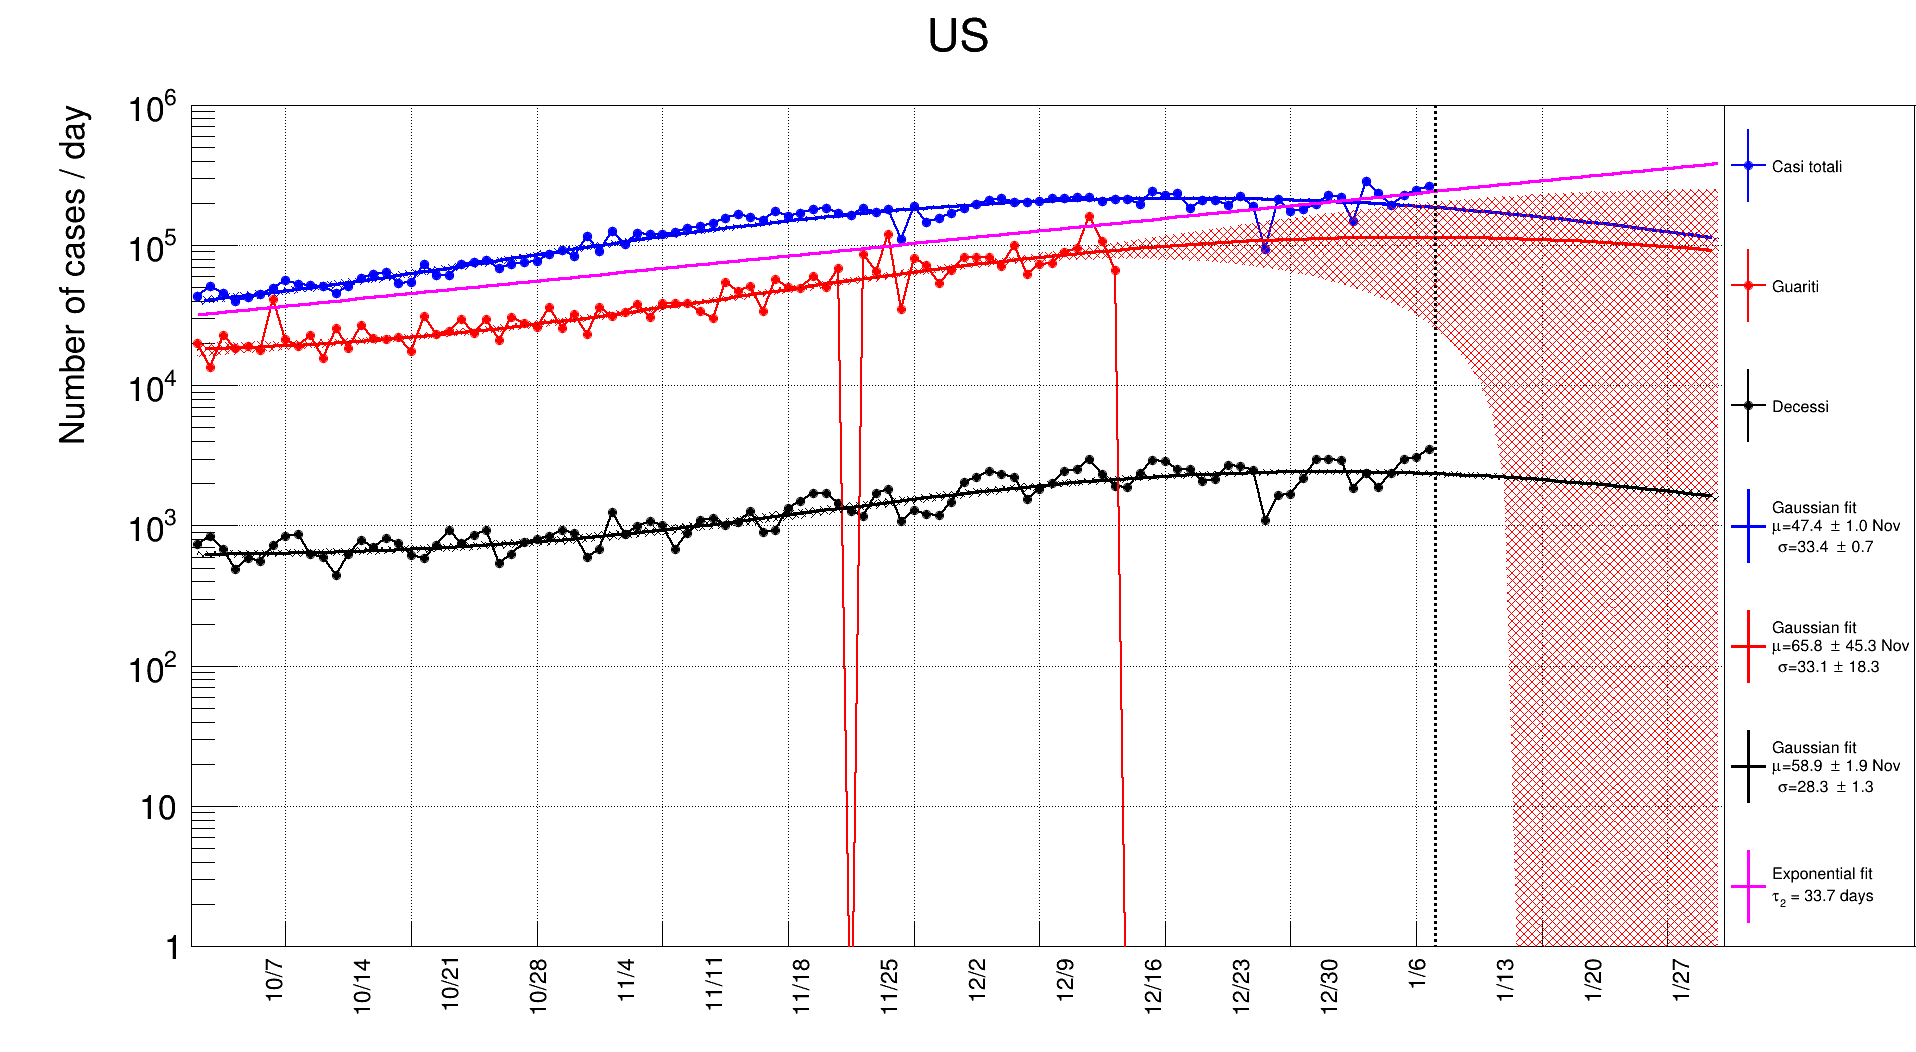 US
Number of cases / day
10^6
10^5
10^4
10^3
10^2
10
1
10/7
10/14
10/21
10/28
11/4
11/11
11/18
11/25
12/2
12/9
12/16
12/23
12/30
1/6
1/13
1/20
1/27
Casi totali
Guariti
Decessi
Gaussian fit
μ=47.4 ± 1.0 Nov
σ=33.4 ± 0.7
Gaussian fit
μ=65.8 ± 45.3 Nov
σ=33.1 ± 18.3
Gaussian fit
μ=58.9 ± 1.9 Nov
σ=28.3 ± 1.3
Exponential fit
τ₂ = 33.7 days